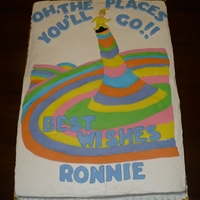 OH, THE PLACES
YOU'LL GO!!
BEST
WISHES
RONNIE